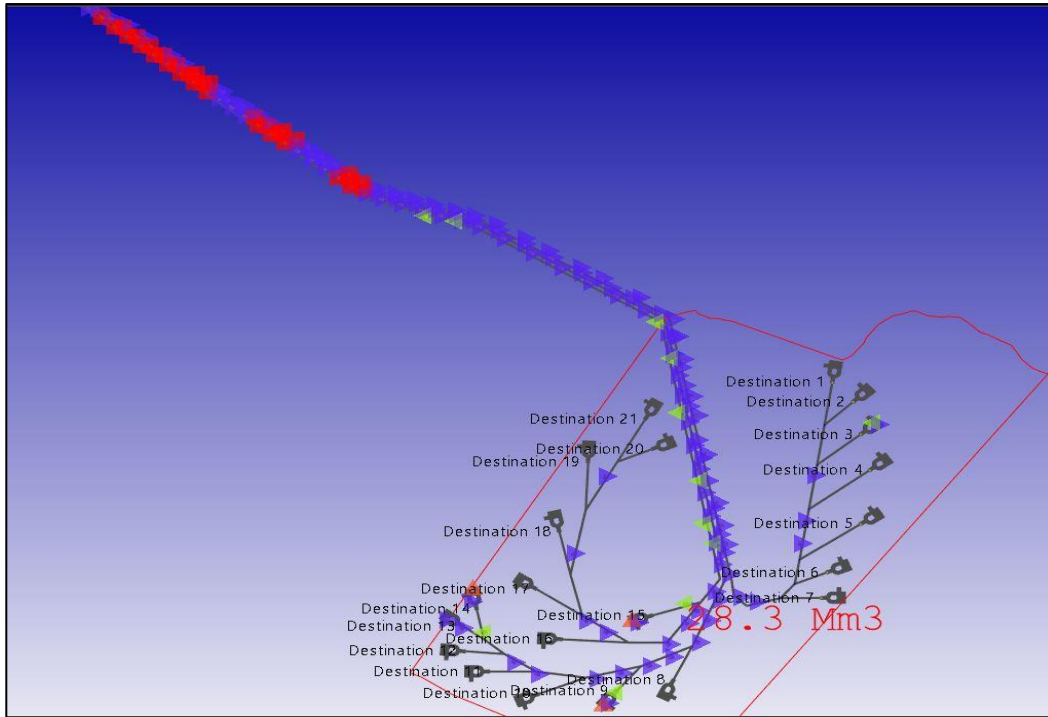 Destination 1
Destination 2
Destination 21
Destination 3
Destination 20
Destination 19
Destination 4
Destination 5
Destination 18
Destination 6
Destination 17
Destination 7
Destination 14
Destination 15
28.3 Mm3
Destination 13
Destination 16
Destination 12
Destination 11
Destination 8
Destination 9
Destination 10